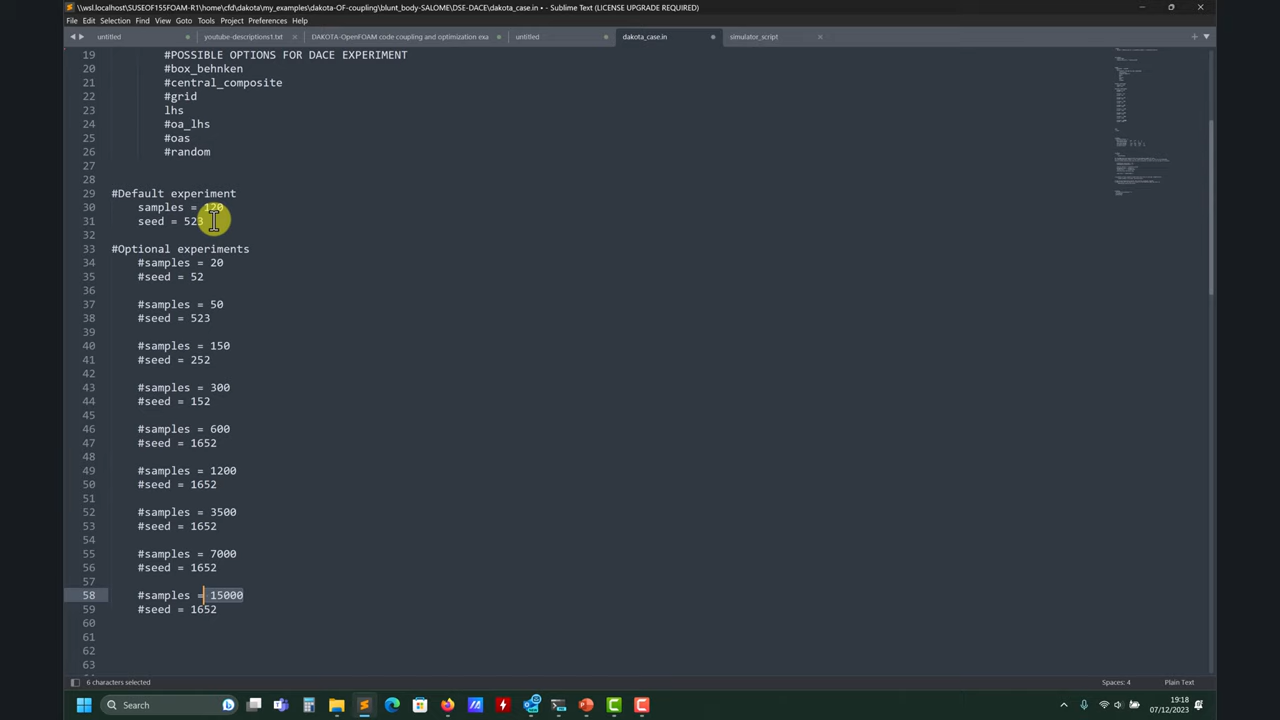 \\wsl.localhost\SUSEOF155FOAM-R1\home\cfd\dakota\my_examples\dakota-OF-coupling\blunt_body-SALOME\DSE-DACE\dakota_case.in • - Sublime Text (LICENSE UPGRADE REQUIRED)
File Edit Selection Find View Goto Tools Project Preferences Help
untitled youtube-descriptions1.txt DAKOTA-OpenFOAM code coupling and optimization exa untitled dakota_case.in simulator_script
19 #POSSIBLE OPTIONS FOR DACE EXPERIMENT
20 #box_behnken
21 #central_composite
22 #grid
23 lhs
24 #oa_lhs
25 #oas
26 #random
27
28
29 #Default experiment
30 samples = 120
31 seed = 523
32
33 #Optional experiments
34 #samples = 20
35 #seed = 52
36
37 #samples = 50
38 #seed = 523
39
40 #samples = 150
41 #seed = 252
42
43 #samples = 300
44 #seed = 152
45
46 #samples = 600
47 #seed = 1652
48
49 #samples = 1200
50 #seed = 1652
51
52 #samples = 3500
53 #seed = 1652
54
55 #samples = 7000
56 #seed = 1652
57
58 #samples = 15000
59 #seed = 1652
60
61
62
63
6 characters selected Spaces: 4 Plain Text
Search 19:18
07/12/2023